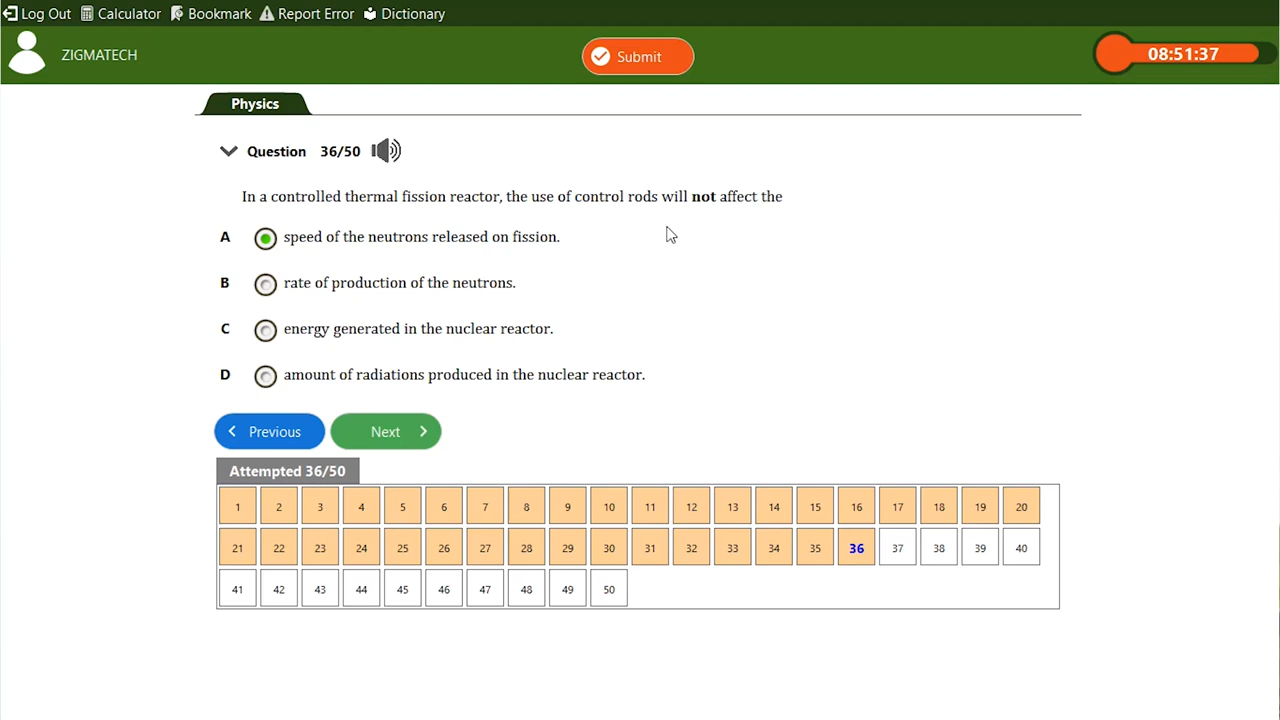 Log Out Calculator Bookmark Report Error Dictionary
ZIGMATECH Submit 08:51:37
Physics
Question 36/50
In a controlled thermal fission reactor, the use of control rods will not affect the
A speed of the neutrons released on fission.
B rate of production of the neutrons.
C energy generated in the nuclear reactor.
D amount of radiations produced in the nuclear reactor.
Previous Next
Attempted 36/50
1 2 3 4 5 6 7 8 9 10 11 12 13 14 15 16 17 18 19 20
21 22 23 24 25 26 27 28 29 30 31 32 33 34 35 36 37 38 39 40
41 42 43 44 45 46 47 48 49 50